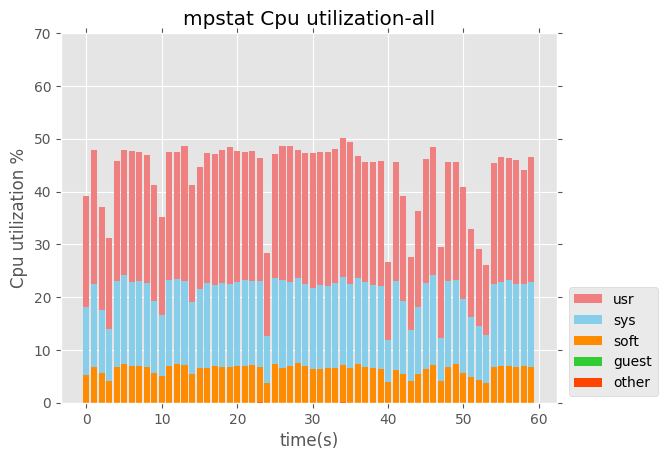 mpstat Cpu utilization-all
70
60
50
40
30
20
10
0
Cpu utilization %
0 10 20 30 40 50 60
time(s)
usr
sys
soft
guest
other